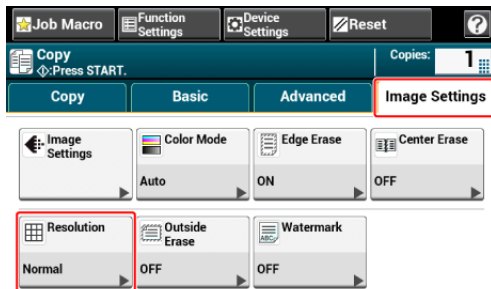 Job Macro
Function
Settings
Device
Settings
Reset
?
Copy
:Press START.
Copies:
1
Copy
Basic
Advanced
Image Settings
Image
Settings
Color Mode
Auto
Edge Erase
ON
Center Erase
OFF
Resolution
Normal
Outside
Erase
OFF
ABC
Watermark
OFF